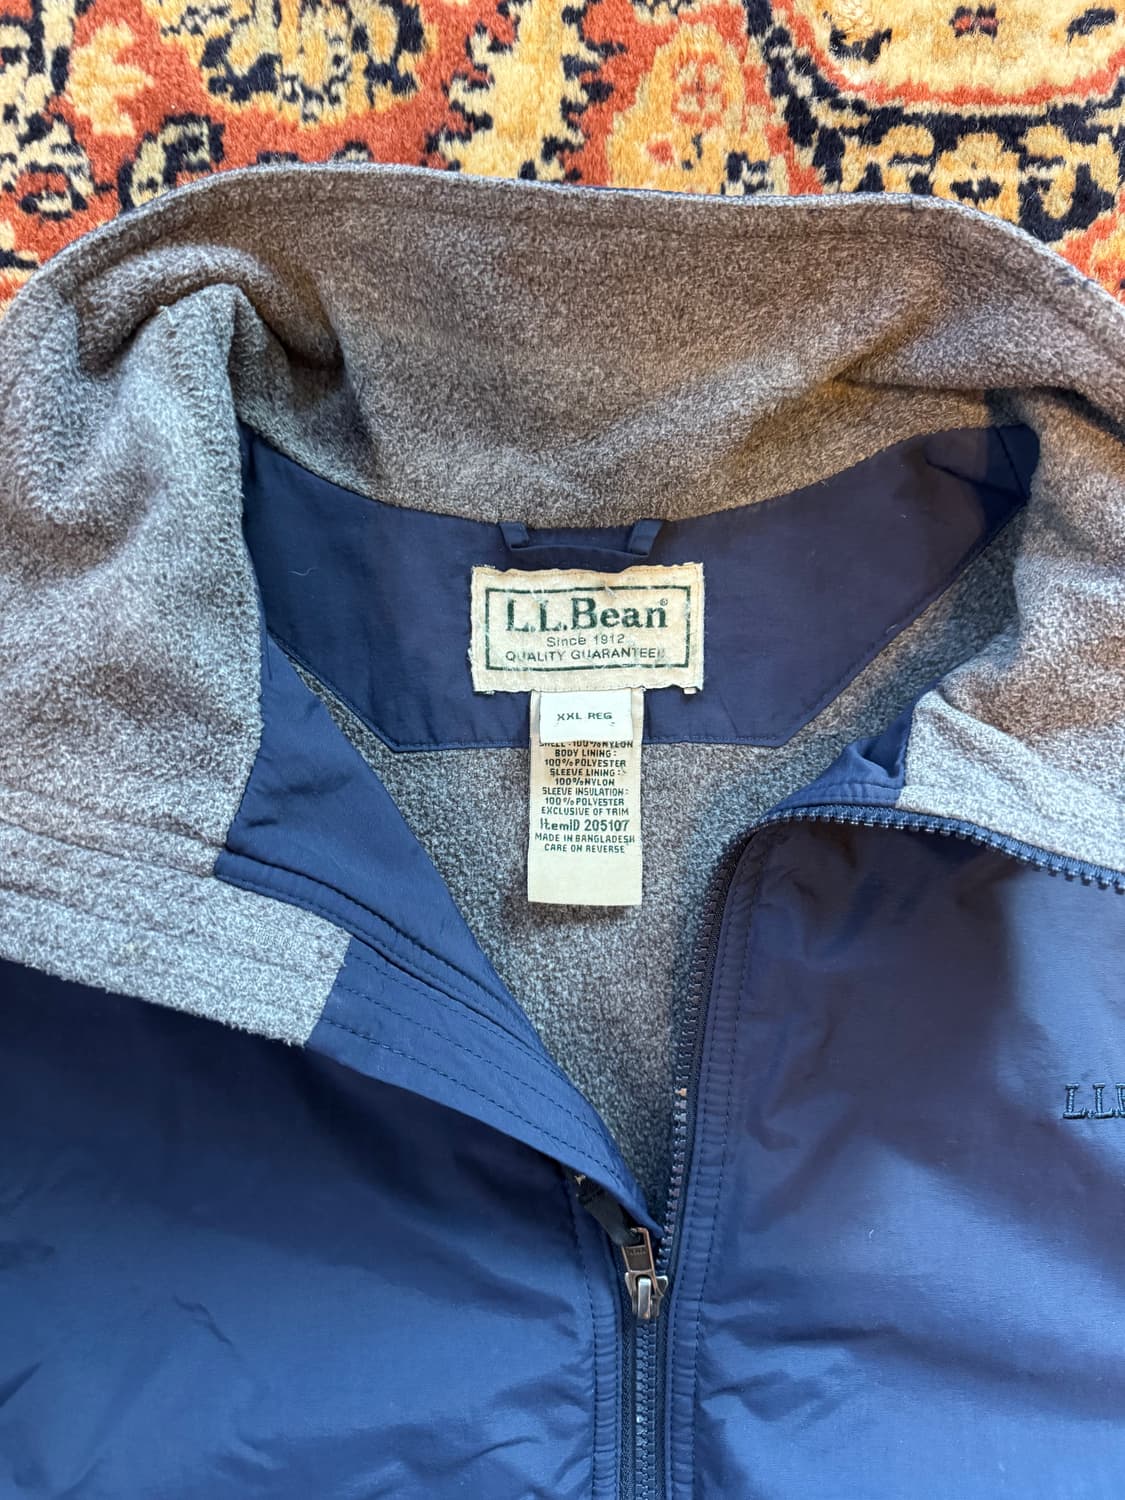 L.L.Bean®
Since 1912
QUALITY GUARANTEED
XXL REG
SHELL: 100% NYLON
BODY LINING:
100% POLYESTER
SLEEVE LINING:
100% NYLON
SLEEVE INSULATION:
100% POLYESTER
EXCLUSIVE OF TRIM
ItemID 205107
MADE IN BANGLADESH
CARE ON REVERSE
L.L.